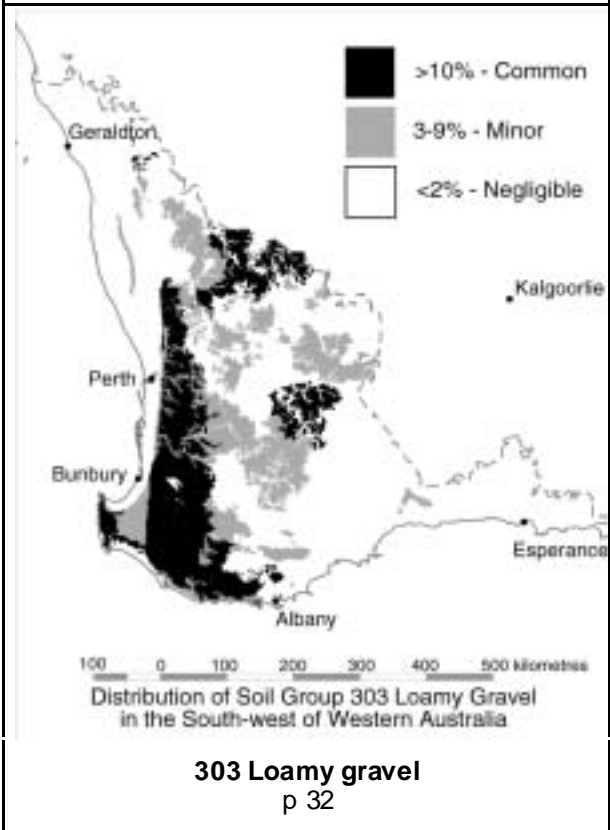 >10% - Common
3-9% - Minor
<2% - Negligible
Geraldton
Kalgoorlie
Perth
Bunbury
Esperance
Albany
100 0 100 200 300 400 500 kilometres
Distribution of Soil Group 303 Loamy Gravel
in the South-west of Western Australia
303 Loamy gravel
p 32